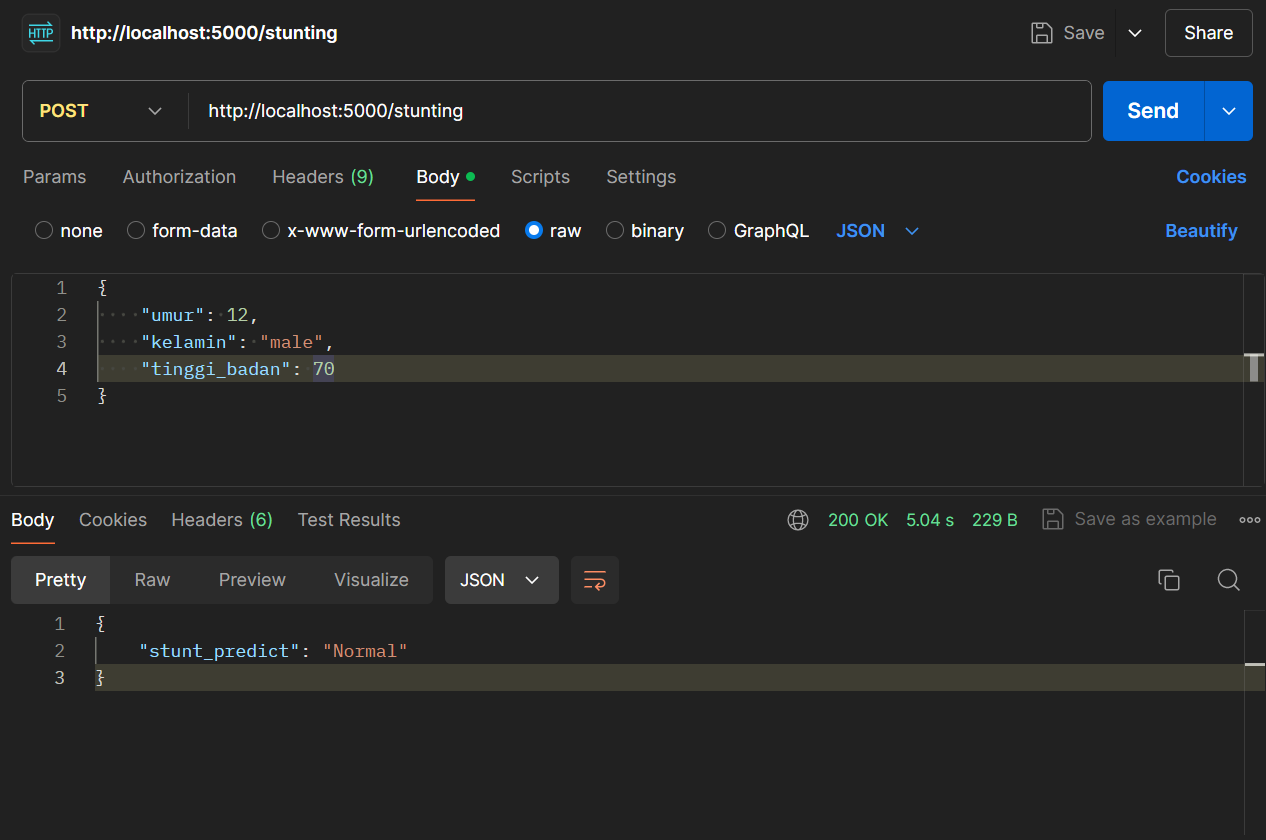 HTTP http://localhost:5000/stunting Save Share
POST http://localhost:5000/stunting Send
Params Authorization Headers (9) Body Scripts Settings Cookies
none form-data x-www-form-urlencoded raw binary GraphQL JSON Beautify
1 {
2 ····"umur":·12,
3 ····"kelamin":·"male",
4 ····"tinggi_badan":·70
5 }
Body Cookies Headers (6) Test Results 200 OK 5.04 s 229 B Save as example
Pretty Raw Preview Visualize JSON
1 {
2     "stunt_predict": "Normal"
3 }